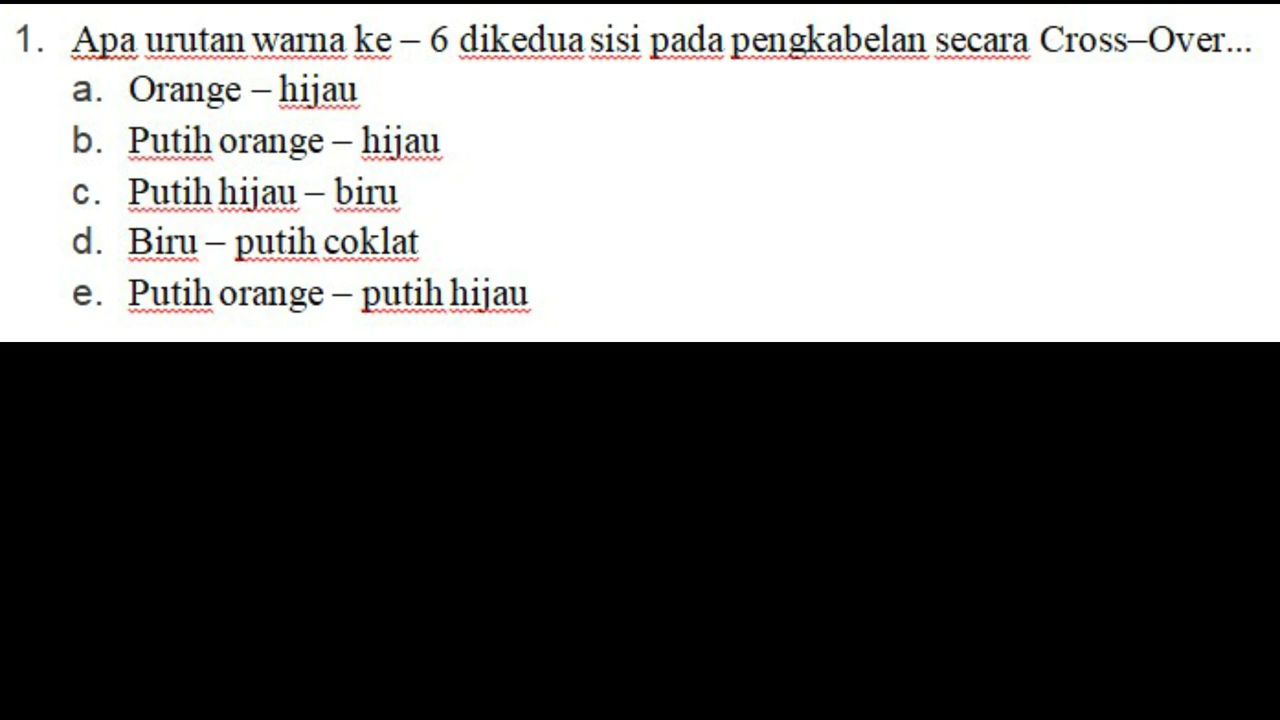 1. Apa urutan warna ke – 6 dikedua sisi pada pengkabelan secara Cross–Over...
a. Orange – hijau
b. Putih orange – hijau
c. Putih hijau – biru
d. Biru – putih coklat
e. Putih orange – putih hijau